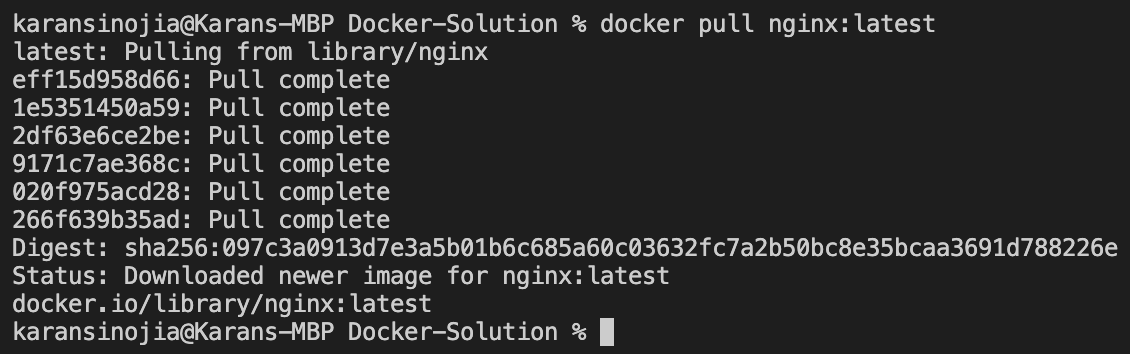 karansinojia@Karans-MBP Docker-Solution % docker pull nginx:latest
latest: Pulling from library/nginx
eff15d958d66: Pull complete
1e5351450a59: Pull complete
2df63e6ce2be: Pull complete
9171c7ae368c: Pull complete
020f975acd28: Pull complete
266f639b35ad: Pull complete
Digest: sha256:097c3a0913d7e3a5b01b6c685a60c03632fc7a2b50bc8e35bcaa3691d788226e
Status: Downloaded newer image for nginx:latest
docker.io/library/nginx:latest
karansinojia@Karans-MBP Docker-Solution %